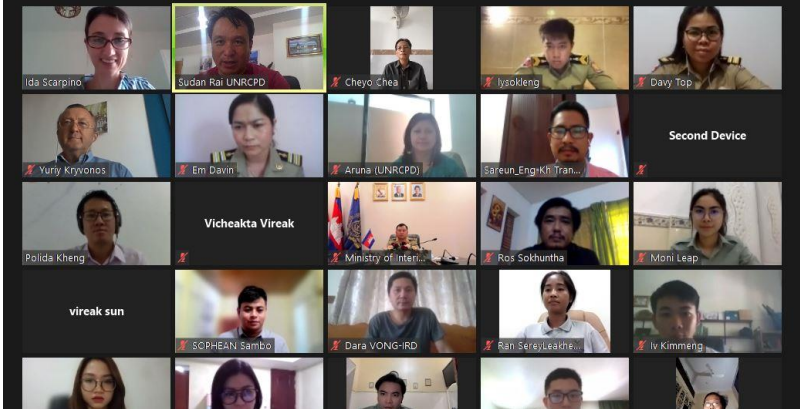 Ida Scarpino
Sudan Rai UNRCPD
Cheyo Chea
lysokleng
Davy Top
Yuriy Kryvonos
Em Davin
Aruna (UNRCPD)
Sareun_Eng-Kh Tran...
Second Device
Polida Kheng
Vicheakta Vireak
Ministry of Interi...
Ros Sokhuntha
Moni Leap
vireak sun
SOPHEAN Sambo
Dara VONG-IRD
Ran SereyLeakhe...
Iv Kimmeng